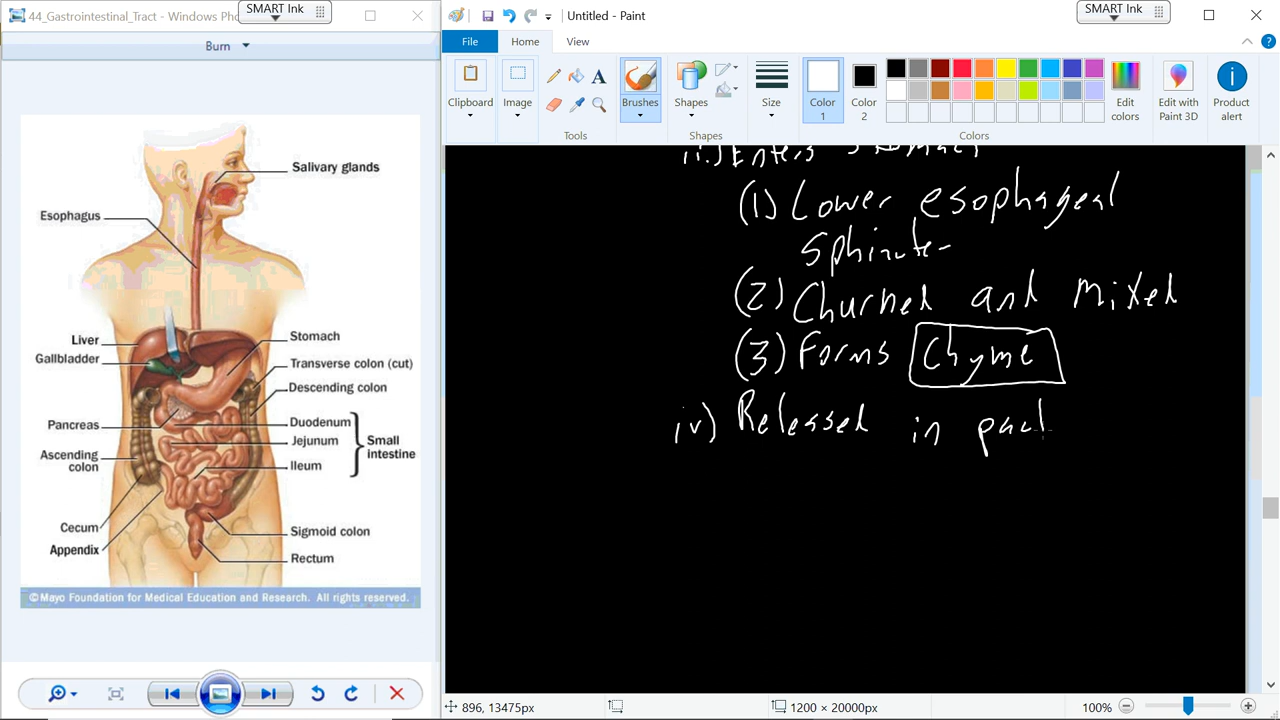 44_Gastrointestinal_Tract - Windows Pho
SMART Ink
Burn
Salivary glands
Esophagus
Liver
Gallbladder
Stomach
Transverse colon (cut)
Descending colon
Pancreas
Duodenum
Jejunum
Ileum
Small
intestine
Ascending
colon
Cecum
Appendix
Sigmoid colon
Rectum
©Mayo Foundation for Medical Education and Research. All rights reserved.
Untitled - Paint
SMART Ink
File
Home
View
Clipboard
Image
Tools
Brushes
Shapes
Shapes
Size
Color
1
Color
2
Colors
Edit
colors
Edit with
Paint 3D
Product
alert
Enters stomach
(1) Lower esophageal
(2) Churned and Mixed
(3) Forms Chyme
iv) Released in
896, 13475px
1200 × 20000px
100%